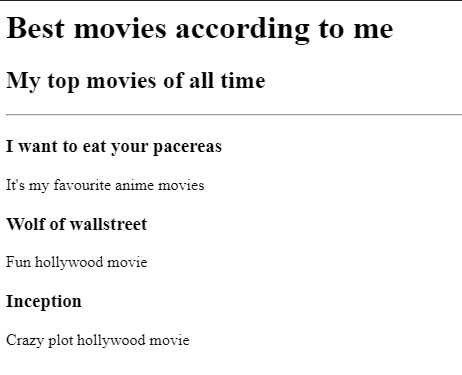 Best movies according to me
My top movies of all time
I want to eat your pacereas
It's my favourite anime movies
Wolf of wallstreet
Fun hollywood movie
Inception
Crazy plot hollywood movie